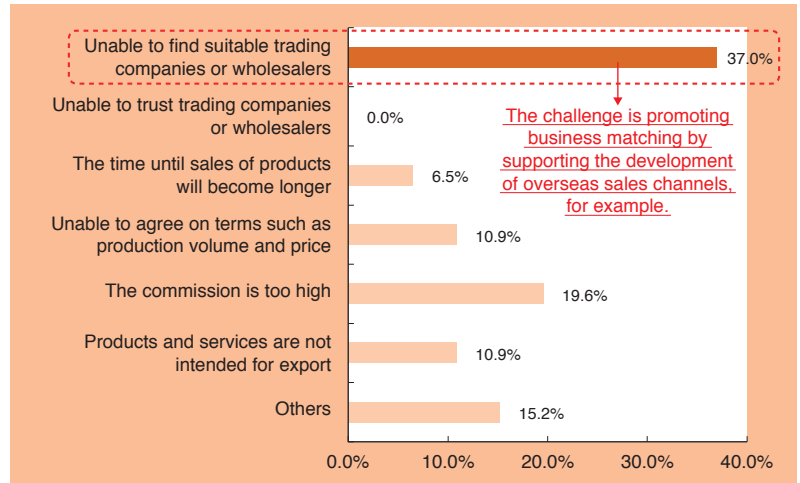 Unable to find suitable trading
companies or wholesalers
37.0%
Unable to trust trading companies
or wholesalers
0.0%
The challenge is promoting
business matching by
supporting the development
of overseas sales channels,
for example.
The time until sales of products
will become longer
6.5%
Unable to agree on terms such as
production volume and price
10.9%
The commission is too high
19.6%
Products and services are not
intended for export
10.9%
Others
15.2%
0.0% 10.0% 20.0% 30.0% 40.0%